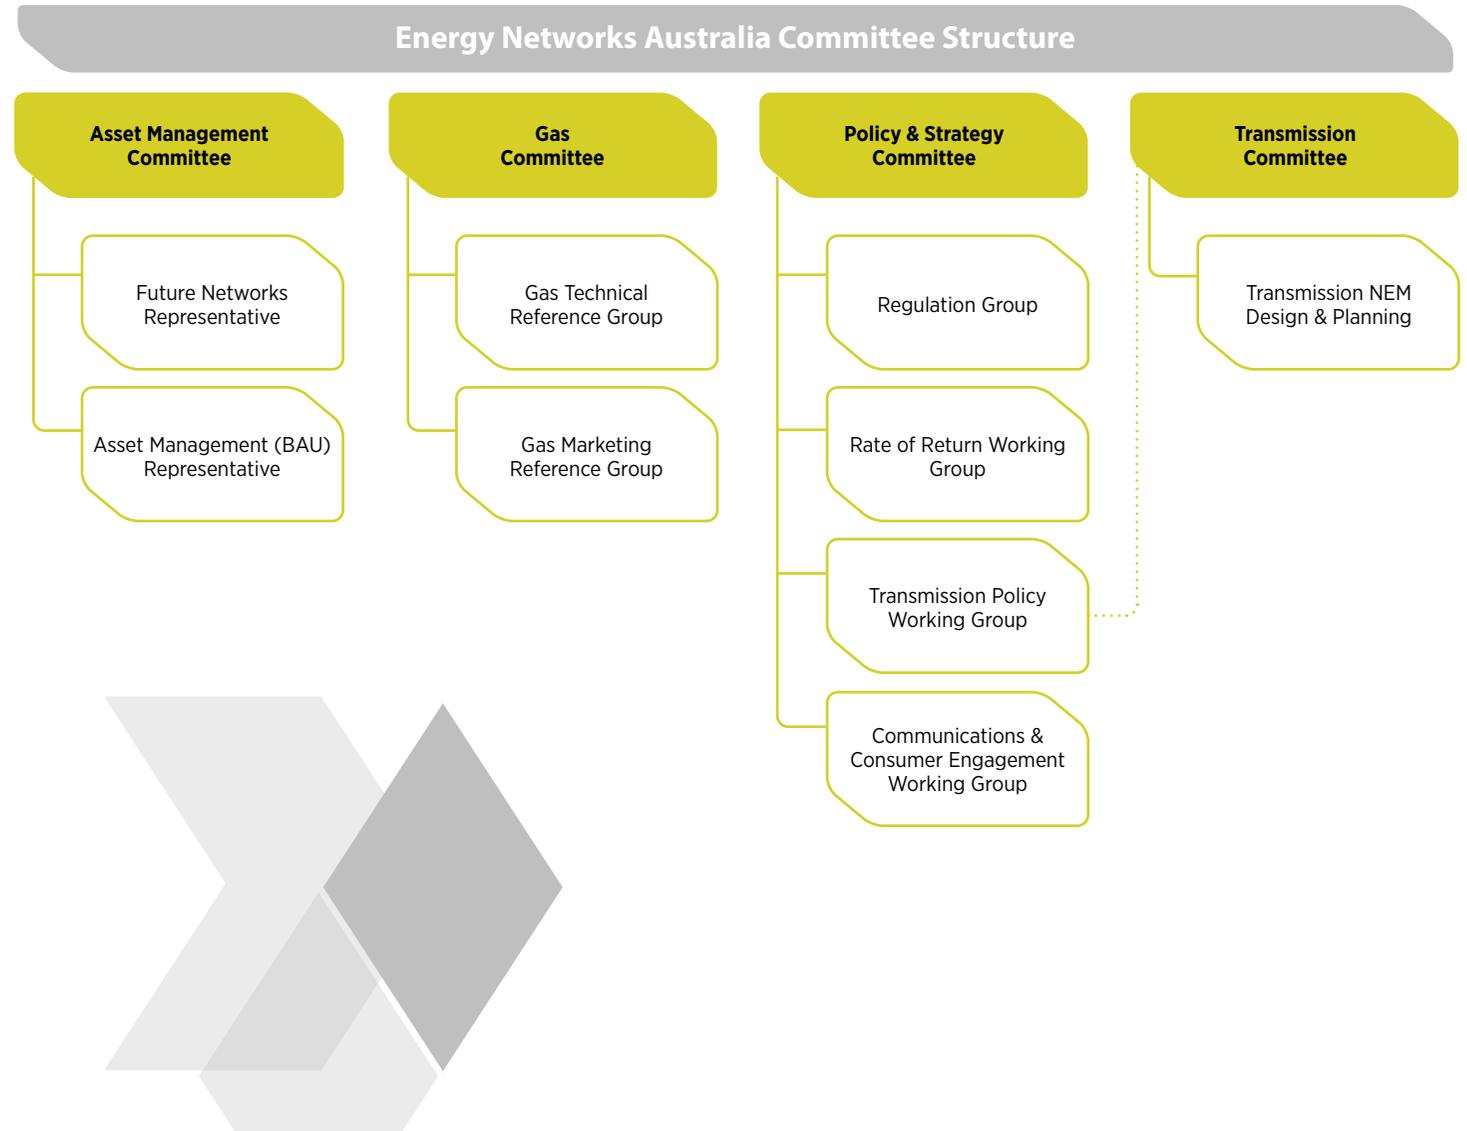 Energy Networks Australia Committee Structure
Asset Management
Committee
Future Networks
Representative
Asset Management (BAU)
Representative
Gas
Committee
Gas Technical
Reference Group
Gas Marketing
Reference Group
Policy & Strategy
Committee
Regulation Group
Rate of Return Working
Group
Transmission Policy
Working Group
Communications &
Consumer Engagement
Working Group
Transmission
Committee
Transmission NEM
Design & Planning